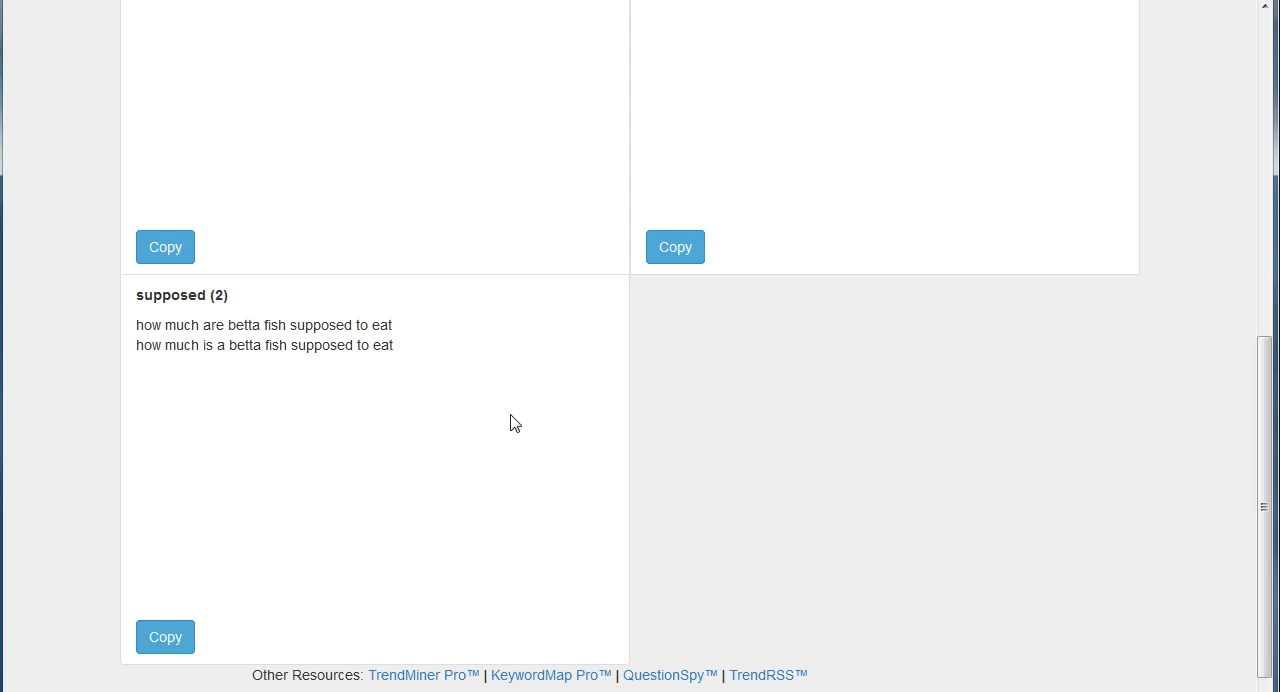 Copy
Copy
supposed (2)
how much are betta fish supposed to eat
how much is a betta fish supposed to eat
Copy
Other Resources: TrendMiner Pro™ | KeywordMap Pro™ | QuestionSpy™ | TrendRSS™